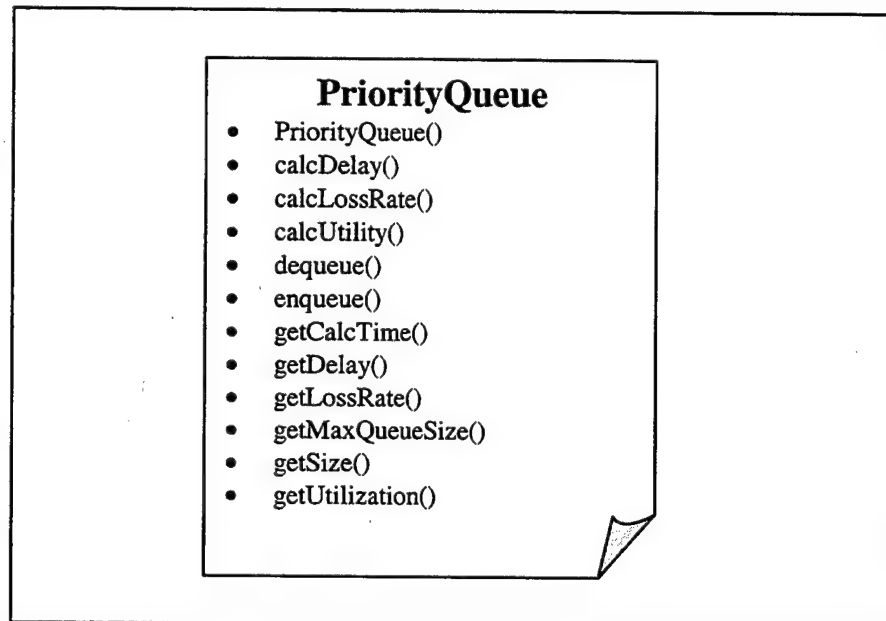 PriorityQueue
• PriorityQueue()
• calcDelay()
• calcLossRate()
• calcUtility()
• dequeue()
• enqueue()
• getCalcTime()
• getDelay()
• getLossRate()
• getMaxQueueSize()
• getSize()
• getUtilization()